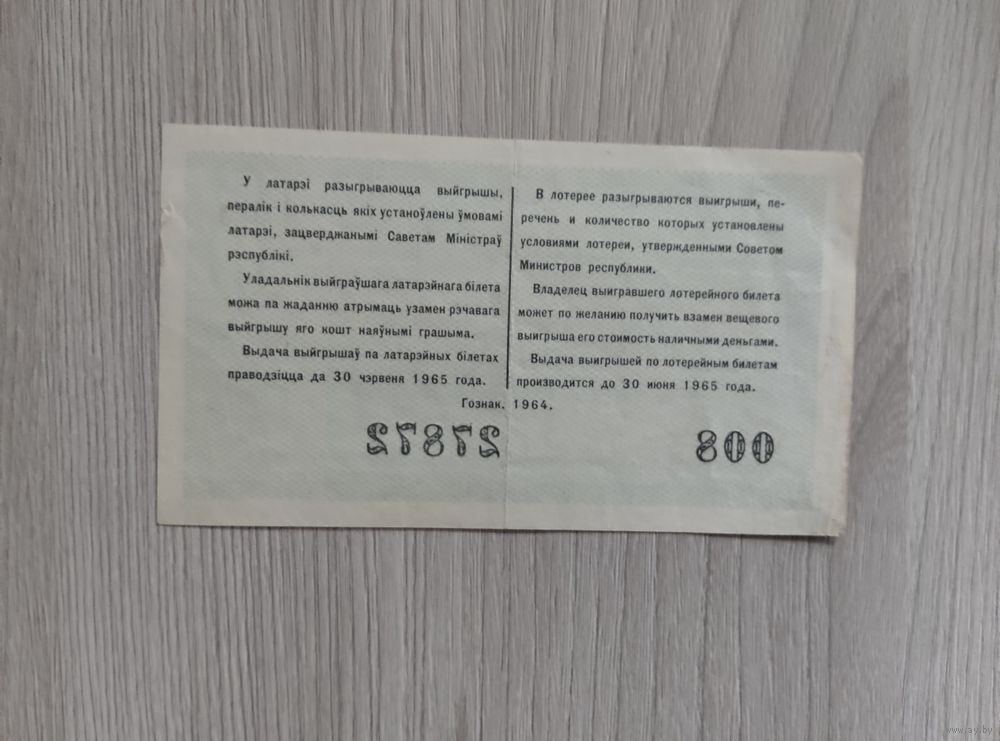 У латарэі разыгрываюцца выйгрышы,
пералік і колькасць якіх устаноўлены ўмовамі
латарэі, зацверджанымі Саветам Міністраў
рэспублікі.
Уладальнік выйграўшага латарэйнага білета
можа па жаданню атрымаць узамен рэчавага
выйгрышу яго кошт наяўнымі грашыма.
Выдача выйгрышаў па латарэйных білетах
праводзіцца да 30 чэрвеня 1965 года.
В лотерее разыгрываются выигрыши, пе-
речень и количество которых установлены
условиями лотереи, утвержденными Советом
Министров республики.
Владелец выигравшего лотерейного билета
может по желанию получить взамен вещевого
выигрыша его стоимость наличными деньгами.
Выдача выигрышей по лотерейным билетам
производится до 30 июня 1965 года.
Гознак. 1964.
27872 008
www.ay.by